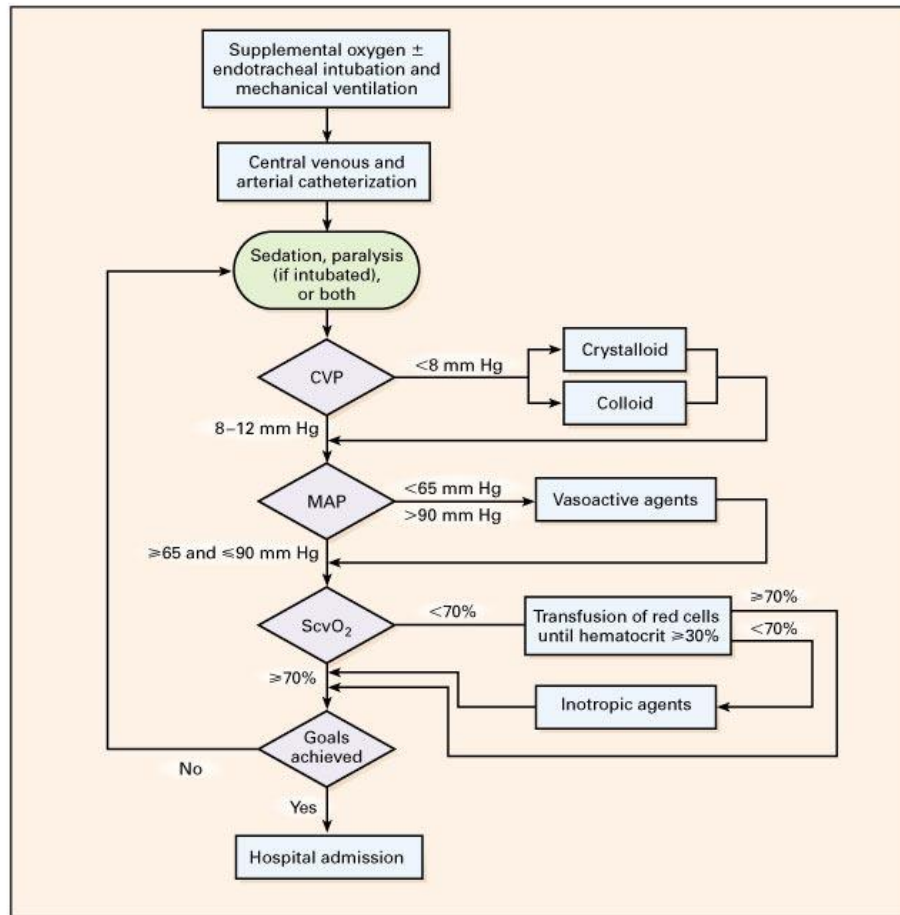 Supplemental oxygen ±
endotracheal intubation and
mechanical ventilation
Central venous and
arterial catheterization
Sedation, paralysis
(if intubated),
or both
CVP
<8 mm Hg
Crystalloid
Colloid
8–12 mm Hg
MAP
<65 mm Hg
>90 mm Hg
Vasoactive agents
⩾65 and ⩽90 mm Hg
ScvO₂
<70%
Transfusion of red cells
until hematocrit ⩾30%
⩾70%
<70%
⩾70%
Inotropic agents
Goals
achieved
No
Yes
Hospital admission